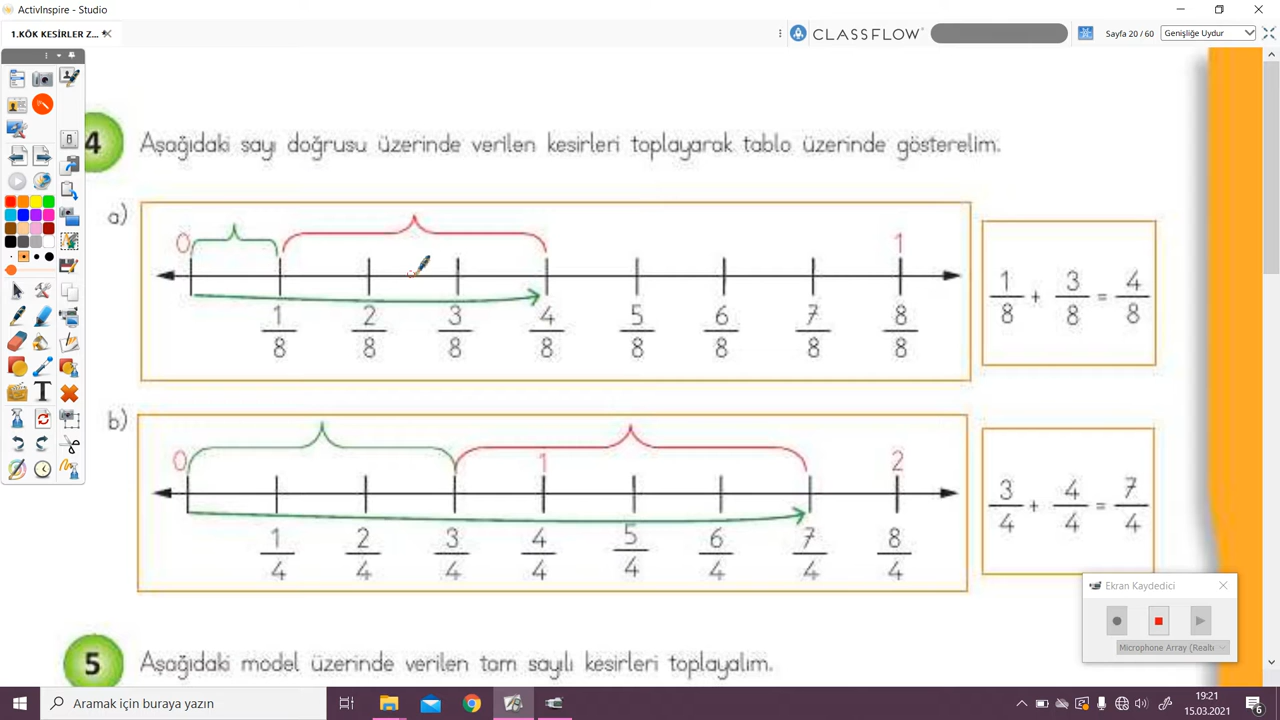 ActivInspire - Studio
1.KÖK KESİRLER Z...
CLASSFLOW
Sayfa 20 / 60
Genişliğe Uydur
4 Aşağıdaki sayı doğrusu üzerinde verilen kesirleri toplayarak tablo üzerinde gösterelim.
a)
0 1
1/8 2/8 3/8 4/8 5/8 6/8 7/8 8/8
1/8 + 3/8 = 4/8
b)
0 1 2
1/4 2/4 3/4 4/4 5/4 6/4 7/4 8/4
3/4 + 4/4 = 7/4
Ekran Kaydedici
Microphone Array (Realt
5 Aşağıdaki model üzerinde verilen tam sayılı kesirleri toplayalım.
Aramak için buraya yazın
19:21
15.03.2021
6